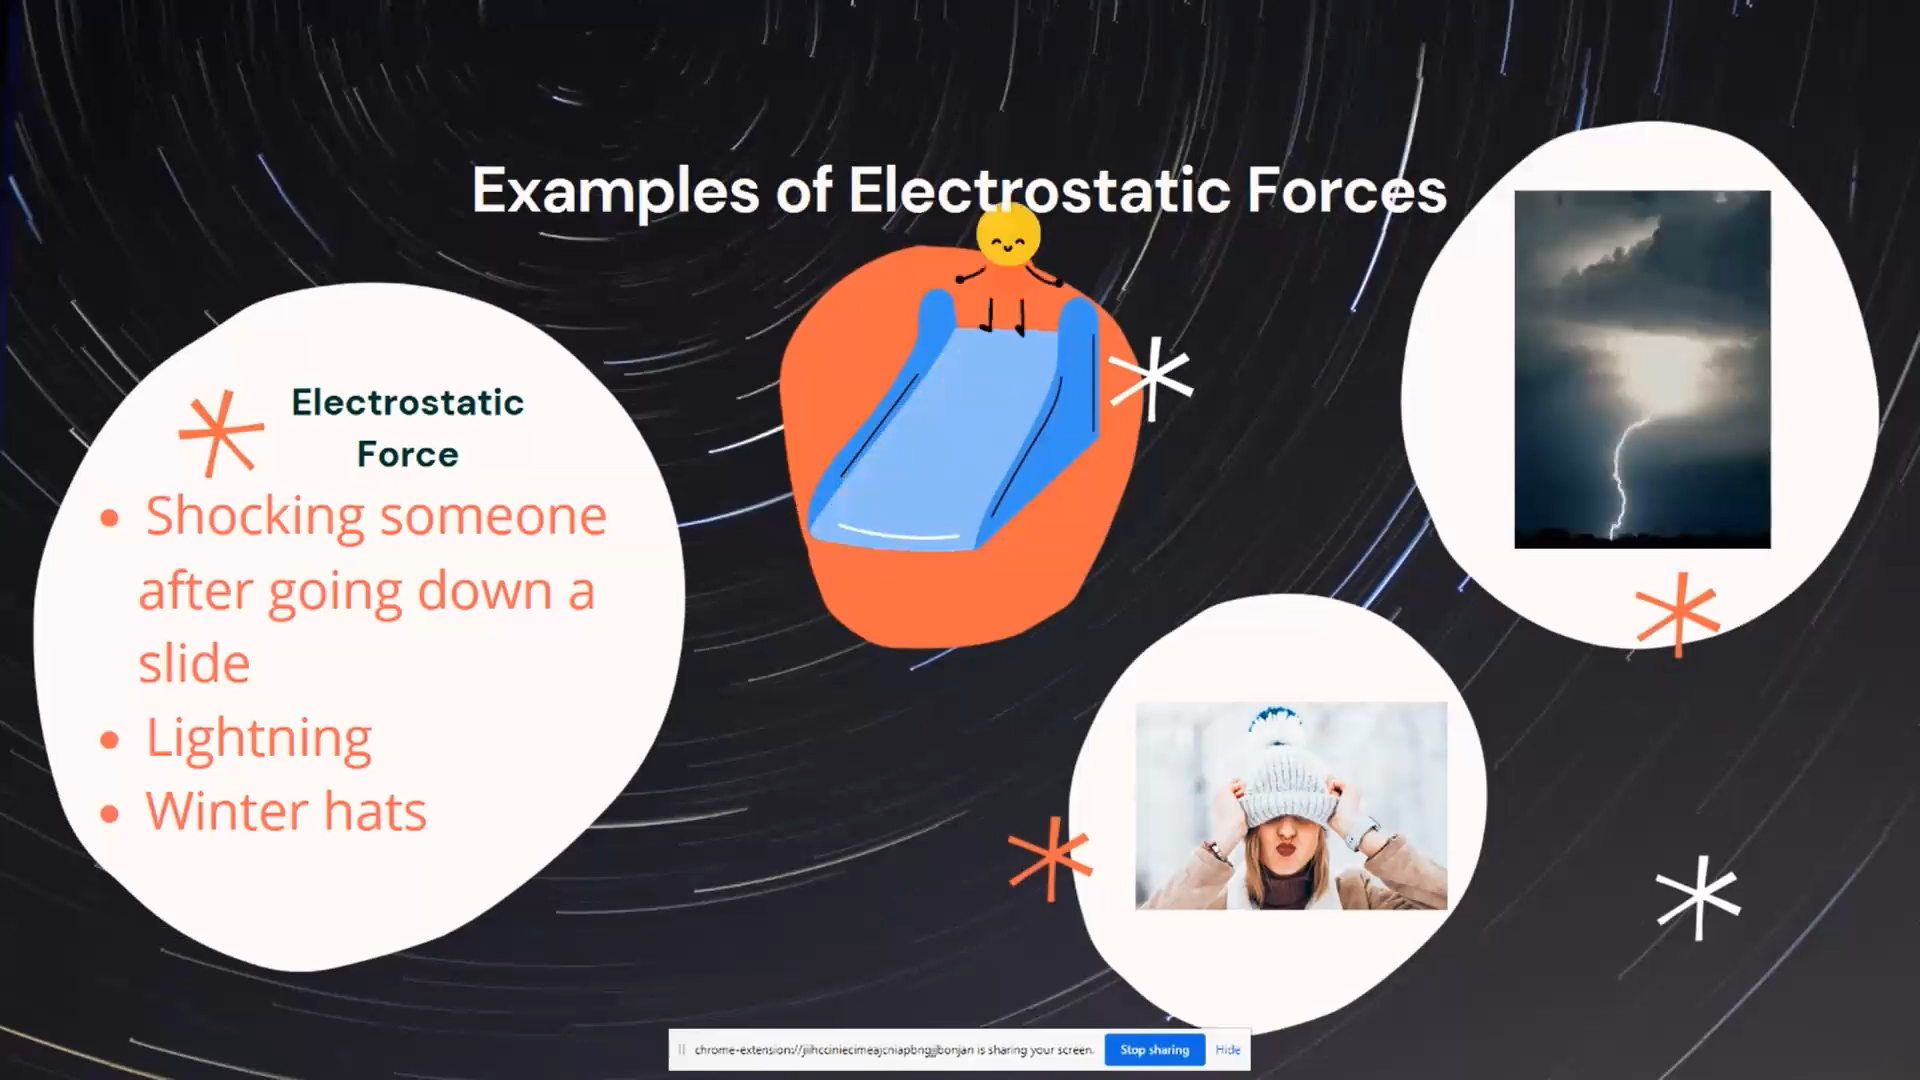 Examples of Electrostatic Forces
Electrostatic
Force
• Shocking someone
after going down a
slide
• Lightning
• Winter hats
is sharing your screen.
Stop sharing
Hide